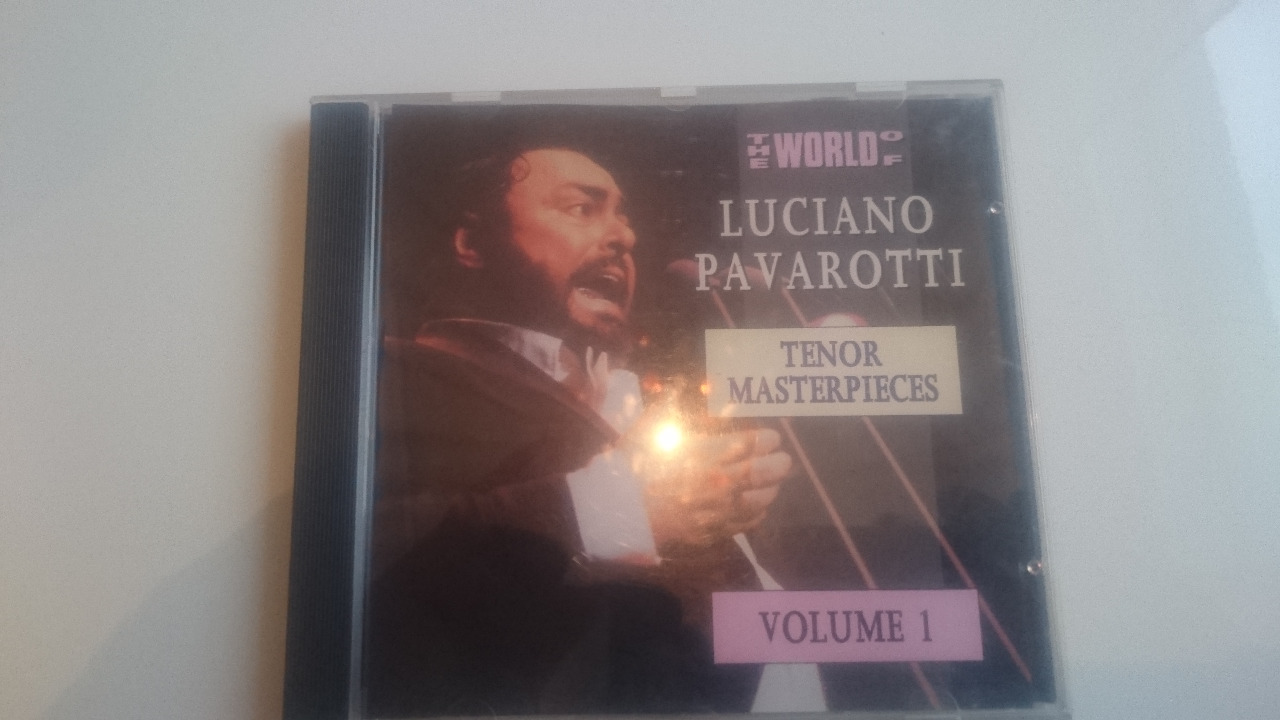 THE WORLD OF
LUCIANO
PAVAROTTI
TENOR
MASTERPIECES
VOLUME 1